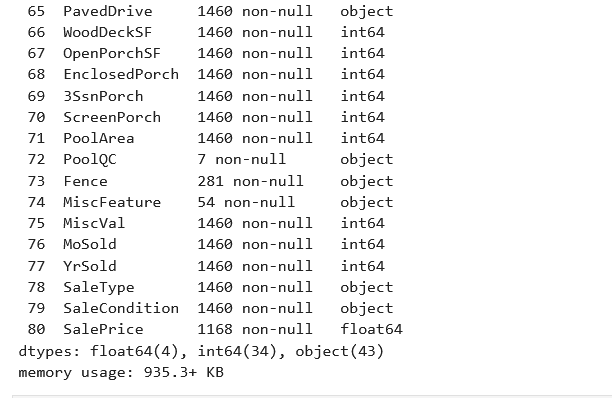 65  PavedDrive     1460 non-null   object
66  WoodDeckSF     1460 non-null   int64
67  OpenPorchSF    1460 non-null   int64
68  EnclosedPorch  1460 non-null   int64
69  3SsnPorch      1460 non-null   int64
70  ScreenPorch    1460 non-null   int64
71  PoolArea       1460 non-null   int64
72  PoolQC         7 non-null      object
73  Fence          281 non-null    object
74  MiscFeature    54 non-null     object
75  MiscVal        1460 non-null   int64
76  MoSold         1460 non-null   int64
77  YrSold         1460 non-null   int64
78  SaleType       1460 non-null   object
79  SaleCondition  1460 non-null   object
80  SalePrice      1168 non-null   float64
dtypes: float64(4), int64(34), object(43)
memory usage: 935.3+ KB